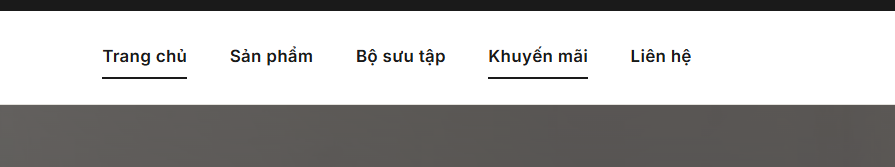 Trang chủ Sản phẩm Bộ sưu tập Khuyến mãi Liên hệ